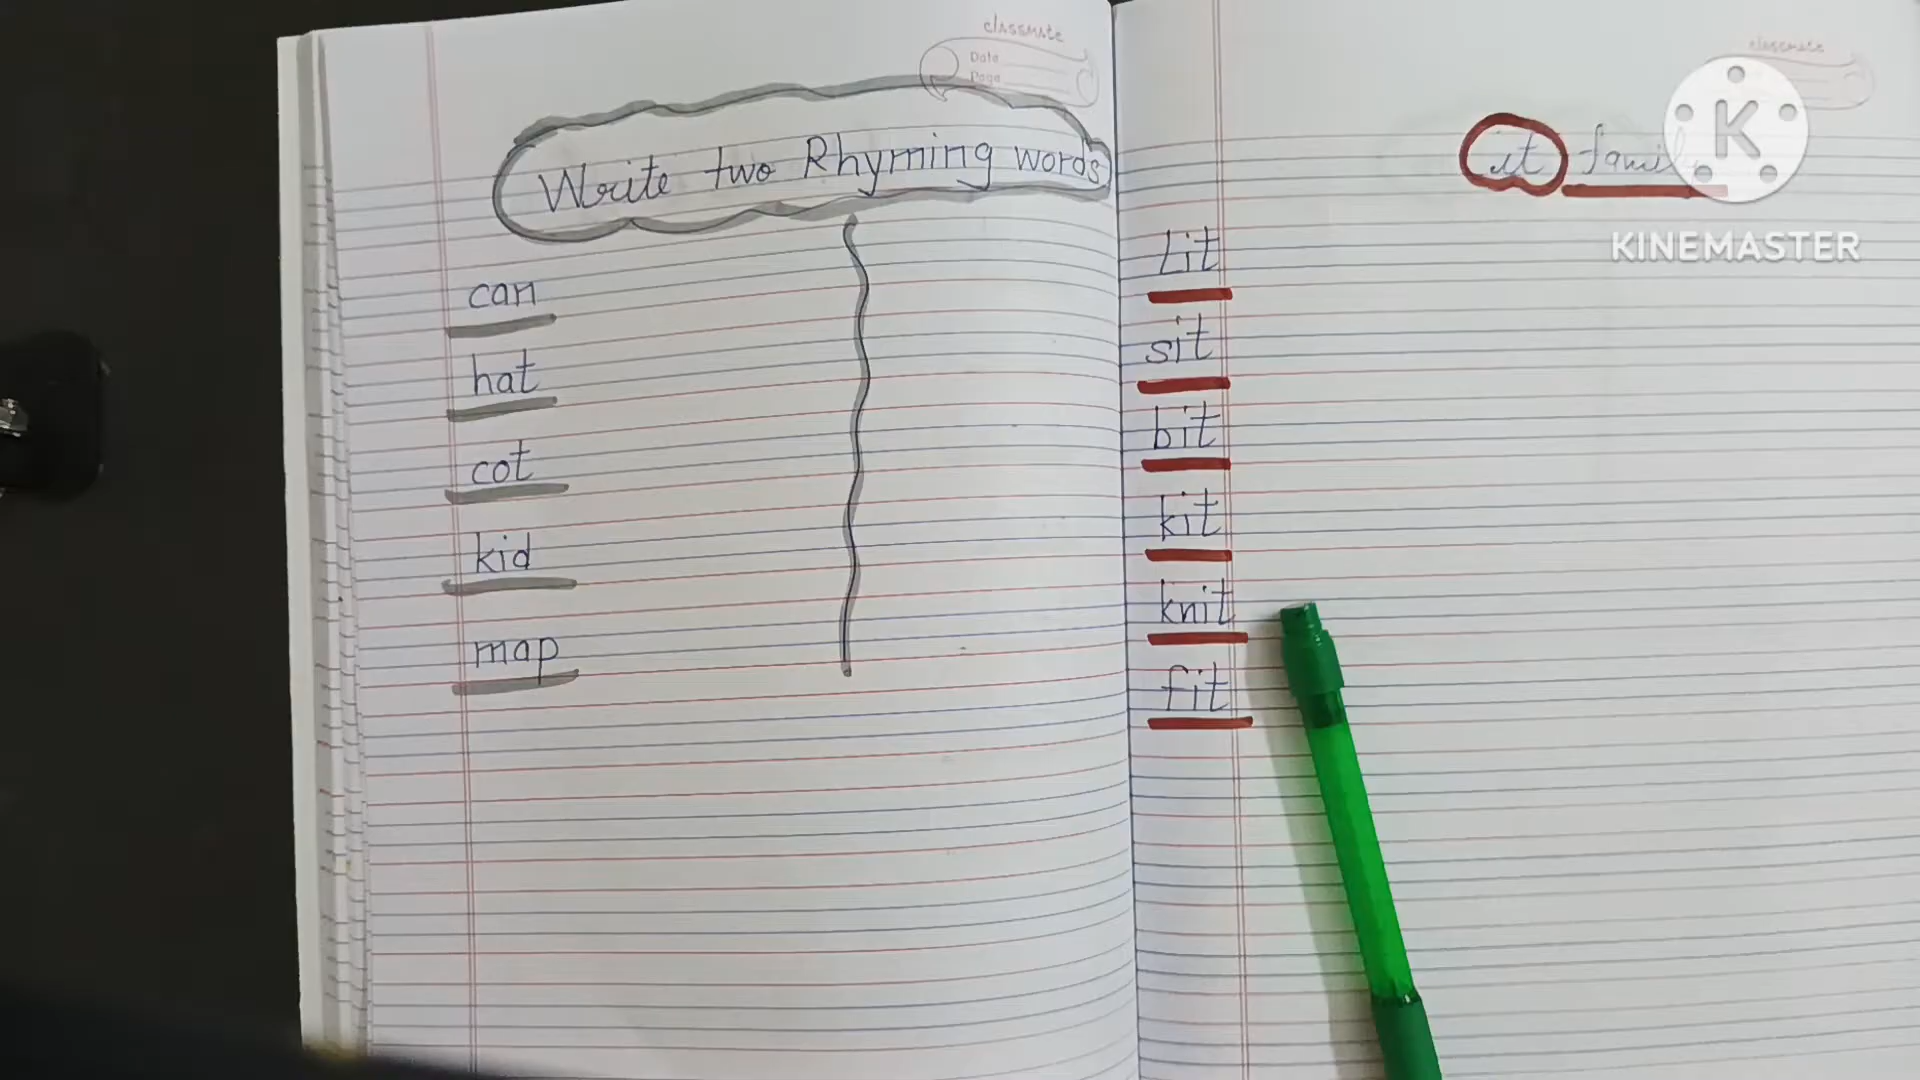 classmate
Date
Page
Write two Rhyming words
can
hat
cot
kid
map
classmate
it family
K
KINEMASTER
Lit
sit
bit
kit
knit
fit